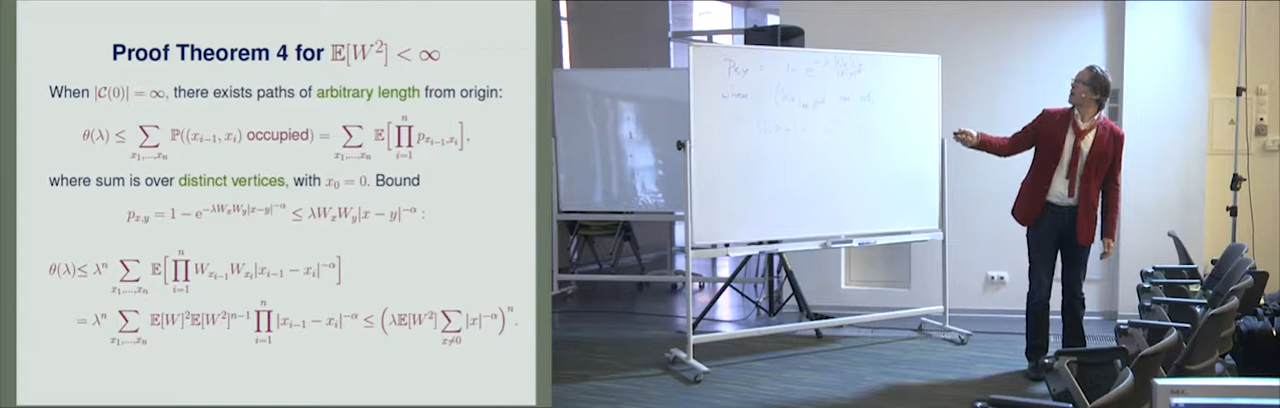 Proof Theorem 4 for 𝔼[W²] < ∞
When |𝒞(0)| = ∞, there exists paths of arbitrary length from origin:
θ(λ) ≤ ∑_{x₁,...,xₙ} ℙ((x_{i−1}, x_i) occupied) = ∑_{x₁,...,xₙ} 𝔼[∏_{i=1}^{n} p_{x_{i−1},x_i}],
where sum is over distinct vertices, with x₀ = 0. Bound
p_{x,y} = 1 − e^{−λW_xW_y|x−y|^{−α}} ≤ λW_xW_y|x − y|^{−α} :
θ(λ) ≤ λⁿ ∑_{x₁,...,xₙ} 𝔼[∏_{i=1}^{n} W_{x_{i−1}}W_{x_i}|x_{i−1} − x_i|^{−α}]
= λⁿ ∑_{x₁,...,xₙ} 𝔼[W]²𝔼[W²]^{n−1} ∏_{i=1}^{n} |x_{i−1} − x_i|^{−α} ≤ (λ𝔼[W²] ∑_{x≠0} |x|^{−α})ⁿ.
P_{x,y} = 1 − e^{−λ
where
NEC